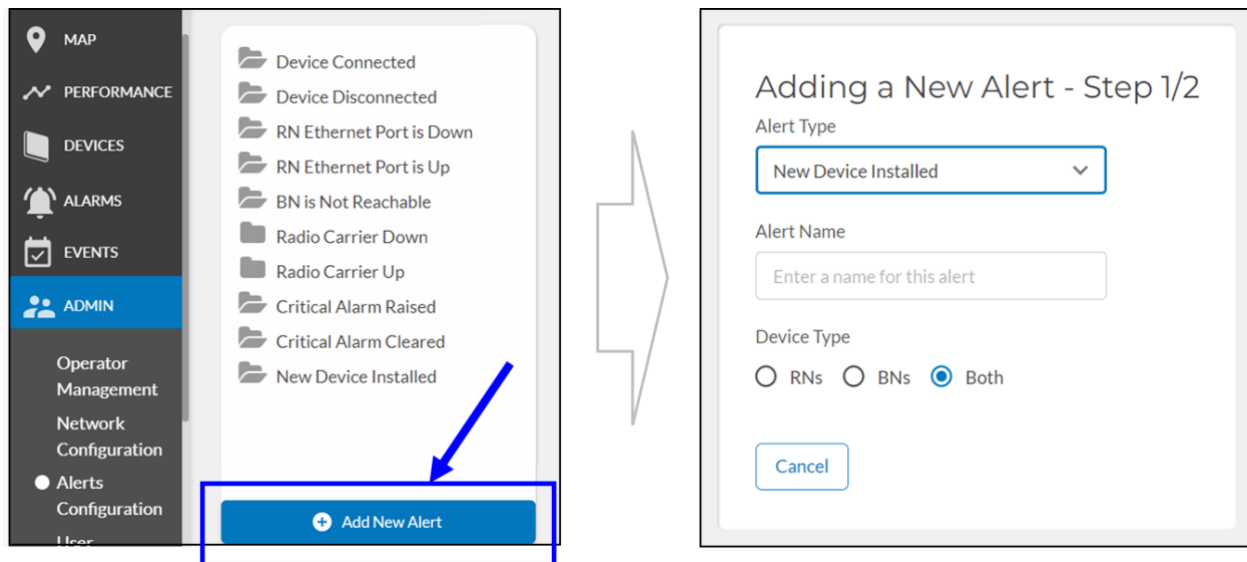 MAP
PERFORMANCE
DEVICES
ALARMS
EVENTS
ADMIN
Operator
Management
Network
Configuration
Alerts
Configuration
User
Device Connected
Device Disconnected
RN Ethernet Port is Down
RN Ethernet Port is Up
BN is Not Reachable
Radio Carrier Down
Radio Carrier Up
Critical Alarm Raised
Critical Alarm Cleared
New Device Installed
Add New Alert
Adding a New Alert - Step 1/2
Alert Type
New Device Installed
Alert Name
Enter a name for this alert
Device Type
RNs BNs Both
Cancel